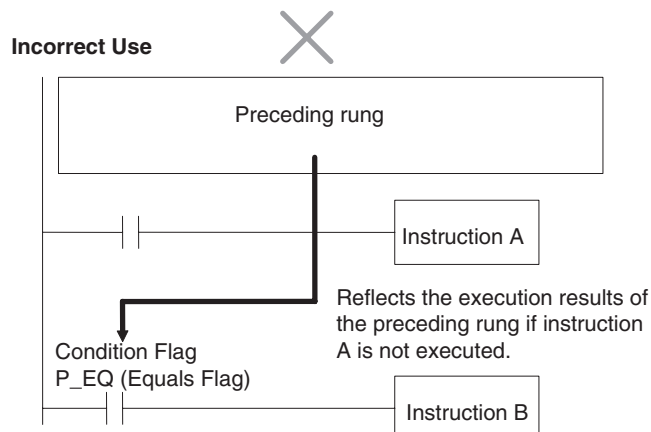 Incorrect Use
Preceding rung
Instruction A
Reflects the execution results of
the preceding rung if instruction
A is not executed.
Condition Flag
P_EQ (Equals Flag)
Instruction B